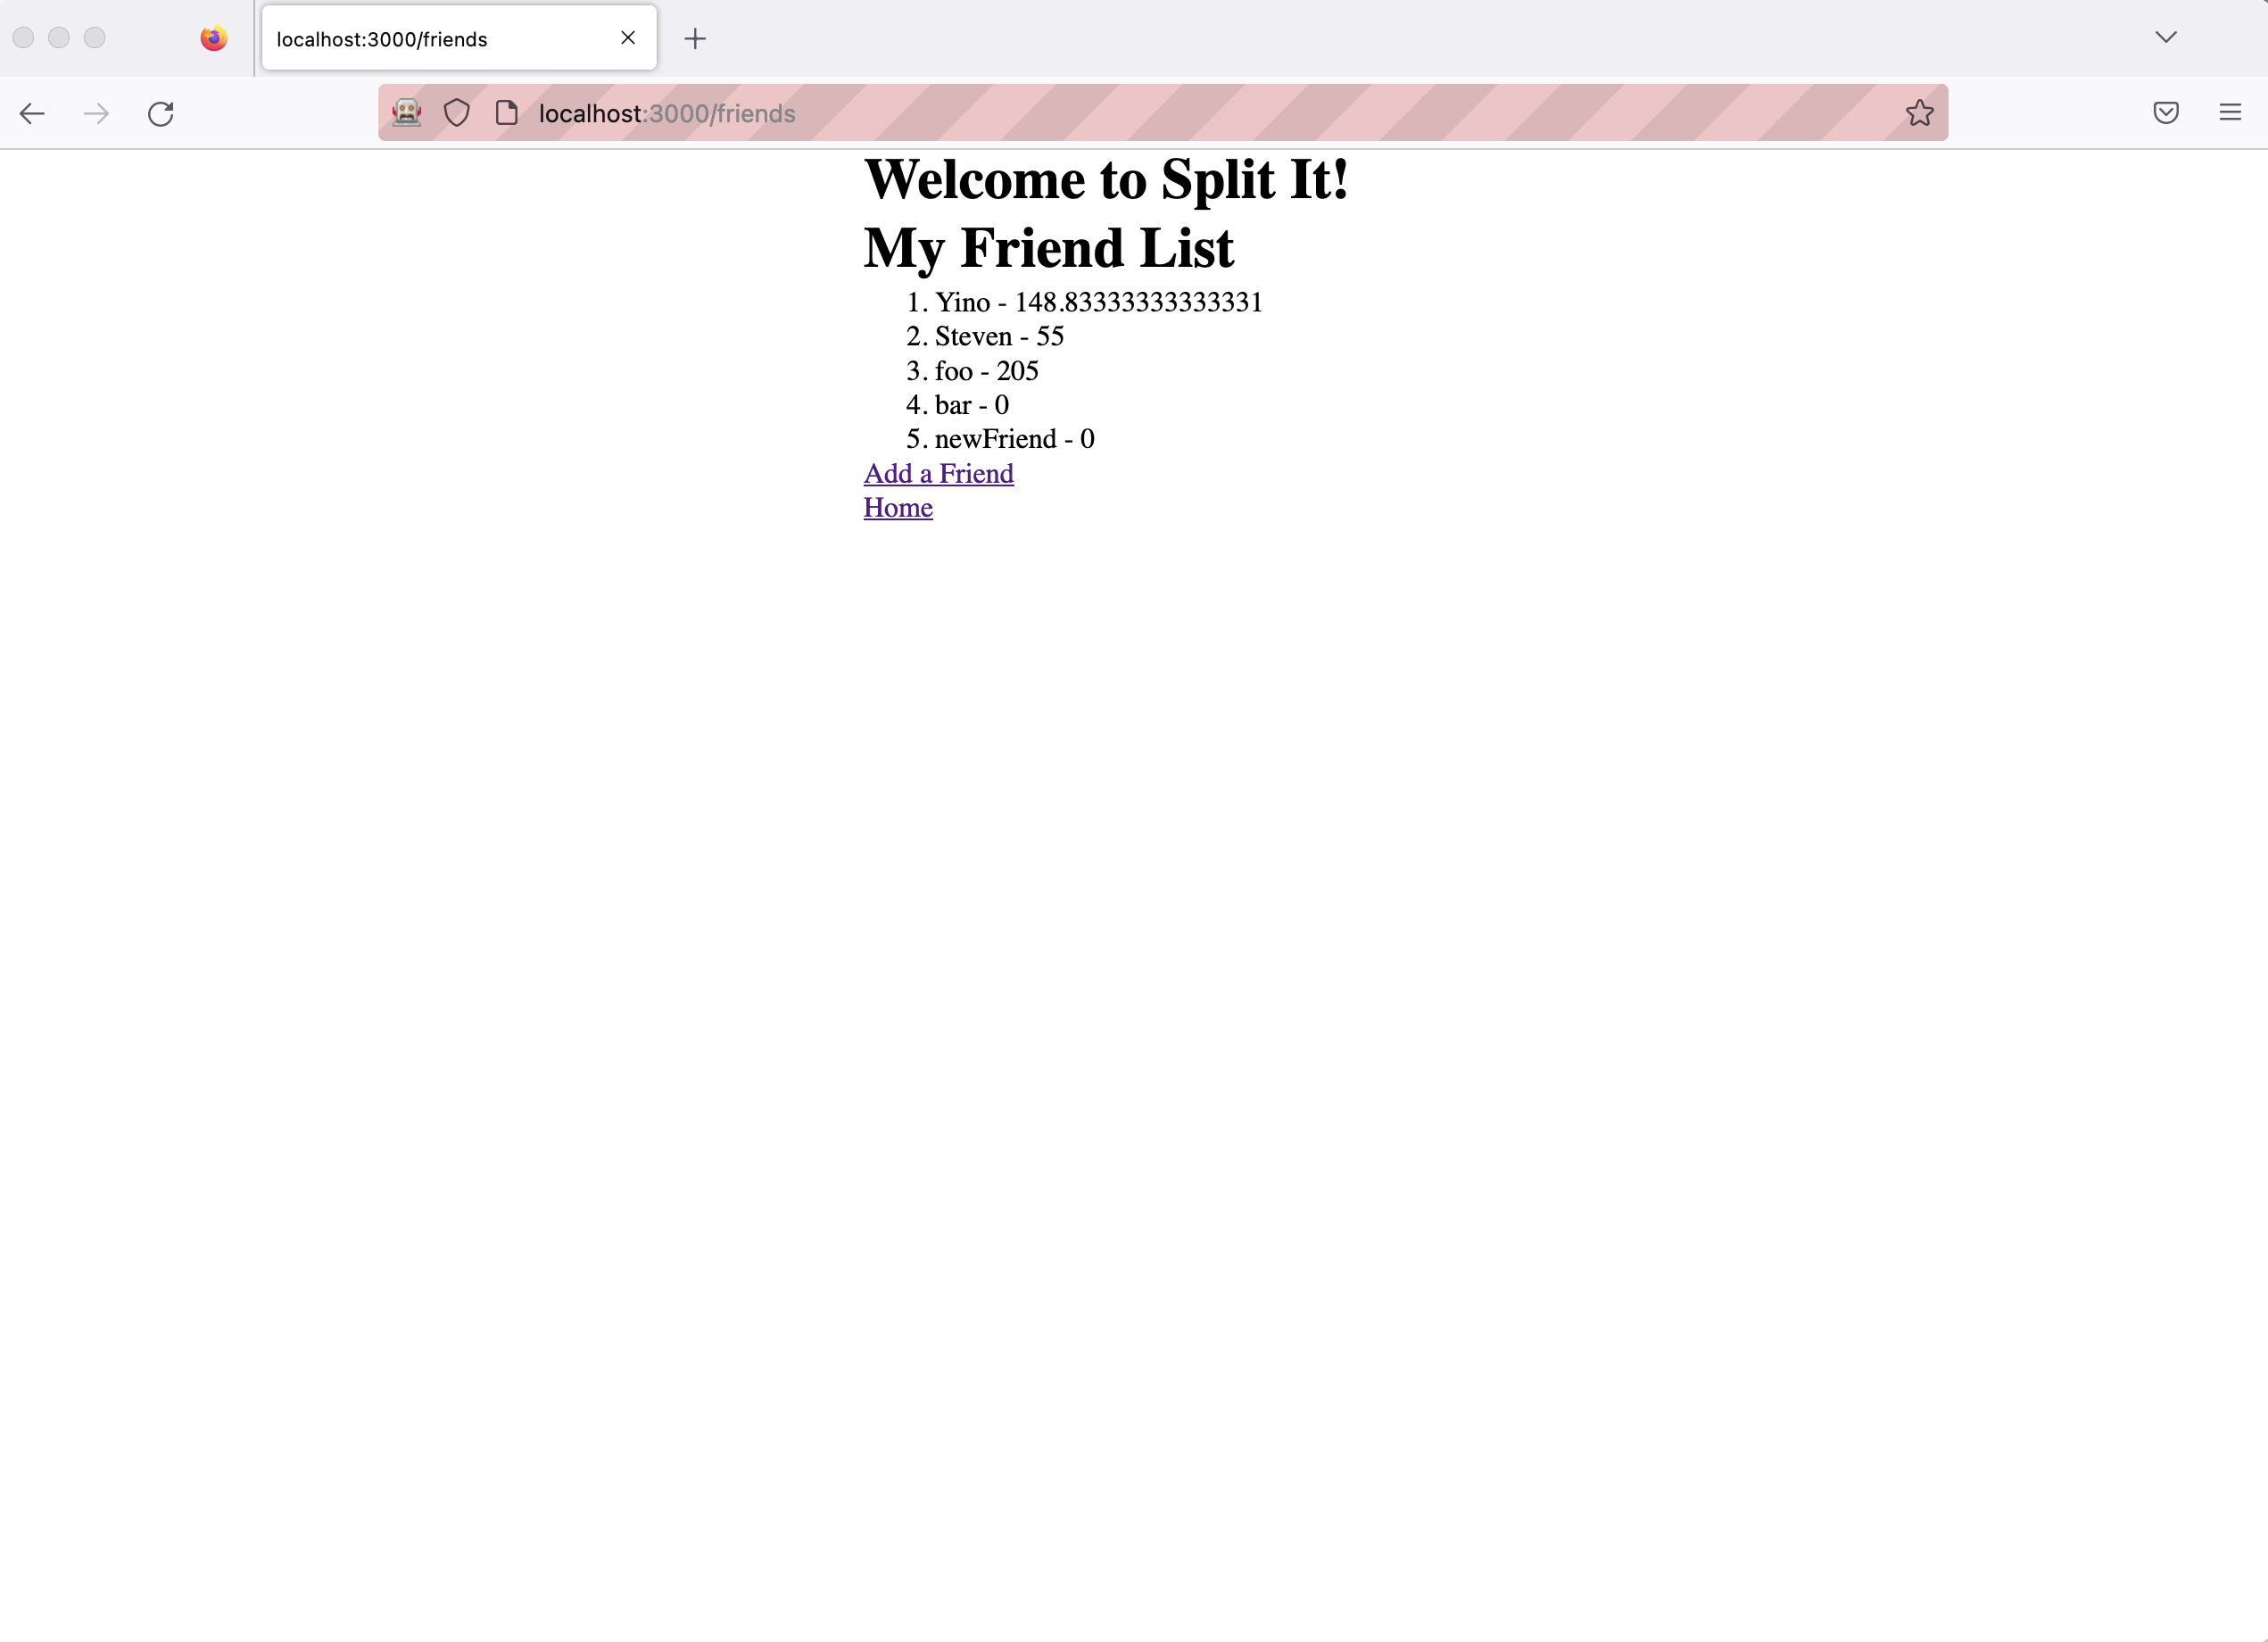 localhost:3000/friends
localhost:3000/friends
Welcome to Split It!
My Friend List
1. Yino - 148.83333333333331
2. Steven - 55
3. foo - 205
4. bar - 0
5. newFriend - 0
Add a Friend
Home